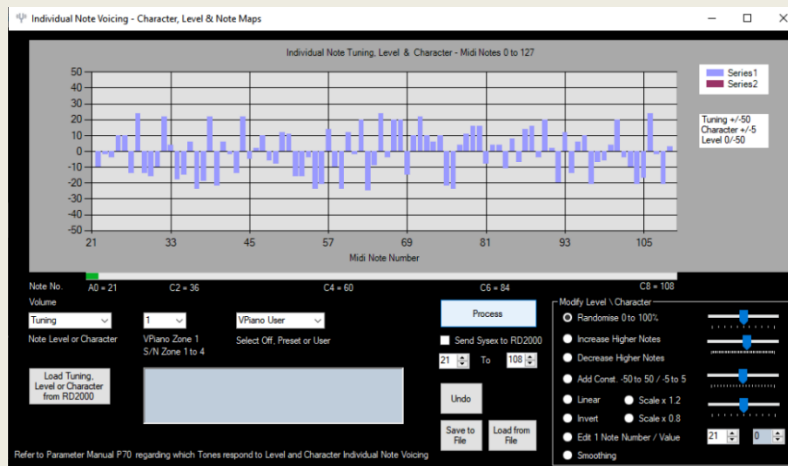 Individual Note Voicing - Character, Level & Note Maps
Individual Note Tuning, Level & Character - Midi Notes 0 to 127
50
40
30
20
10
0
-10
-20
-30
-40
-50
21 33 45 57 69 81 93 105
Midi Note Number
Series1
Series2
Tuning +/-50
Character +/-5
Level 0/-50
Note No. A0 = 21 C2 = 36 C4 = 60 C6 = 84 C8 = 108
Volume
Tuning 1 VPiano User
Note Level or Character
VPiano Zone 1
S/N Zone 1 to 4
Select Off, Preset or User
Load Tuning,
Level or Character
from RD2000
Process
Send Sysex to RD2000
21 To 108
Undo
Save to
File
Load from
File
Modify Level \ Character
Randomise 0 to 100%
Increase Higher Notes
Decrease Higher Notes
Add Const. -50 to 50 / -5 to 5
Linear Scale x 1.2
Invert Scale x 0.8
Edit 1 Note Number / Value 21 0
Smoothing
Refer to Parameter Manual P70 regarding which Tones respond to Level and Character Individual Note Voicing